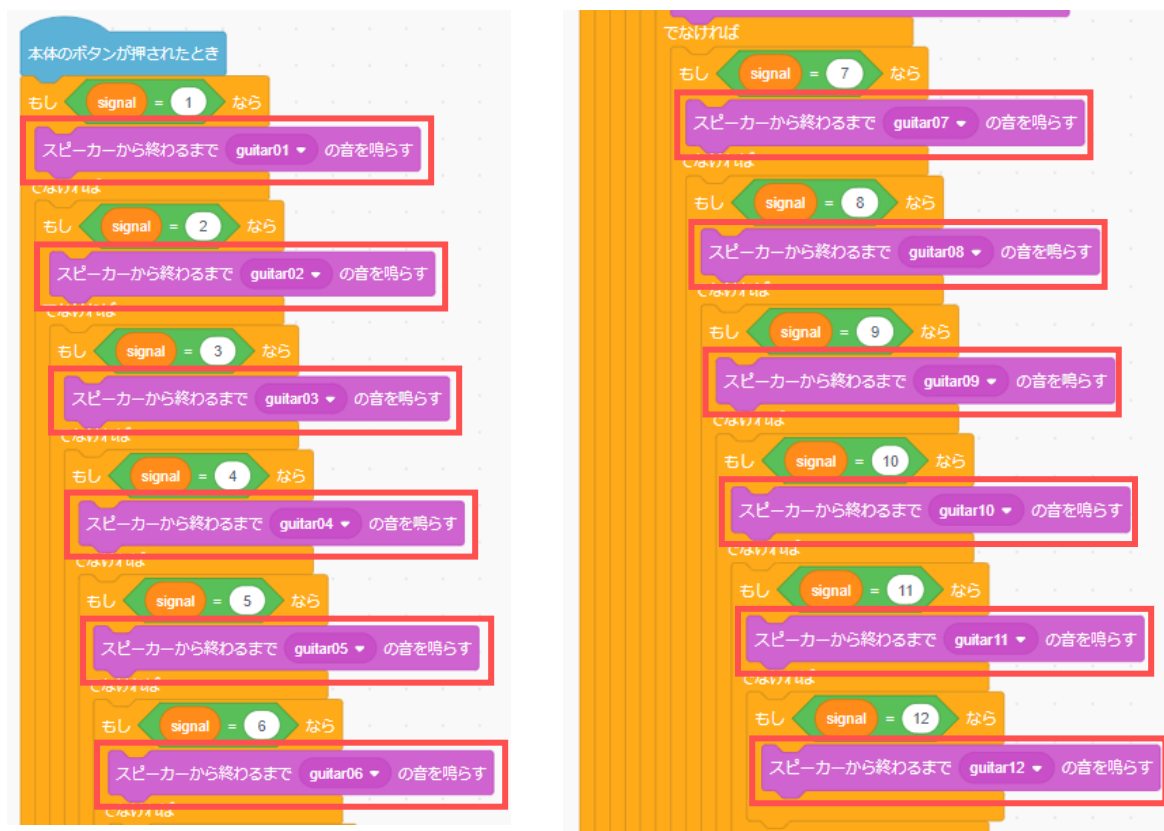 本体のボタンが押されたとき
もし signal = 1 なら
スピーカーから終わるまで guitar01 の音を鳴らす
でなければ
もし signal = 2 なら
スピーカーから終わるまで guitar02 の音を鳴らす
でなければ
もし signal = 3 なら
スピーカーから終わるまで guitar03 の音を鳴らす
でなければ
もし signal = 4 なら
スピーカーから終わるまで guitar04 の音を鳴らす
でなければ
もし signal = 5 なら
スピーカーから終わるまで guitar05 の音を鳴らす
でなければ
もし signal = 6 なら
スピーカーから終わるまで guitar06 の音を鳴らす
でなければ
でなければ
もし signal = 7 なら
スピーカーから終わるまで guitar07 の音を鳴らす
でなければ
もし signal = 8 なら
スピーカーから終わるまで guitar08 の音を鳴らす
でなければ
もし signal = 9 なら
スピーカーから終わるまで guitar09 の音を鳴らす
でなければ
もし signal = 10 なら
スピーカーから終わるまで guitar10 の音を鳴らす
でなければ
もし signal = 11 なら
スピーカーから終わるまで guitar11 の音を鳴らす
でなければ
もし signal = 12 なら
スピーカーから終わるまで guitar12 の音を鳴らす